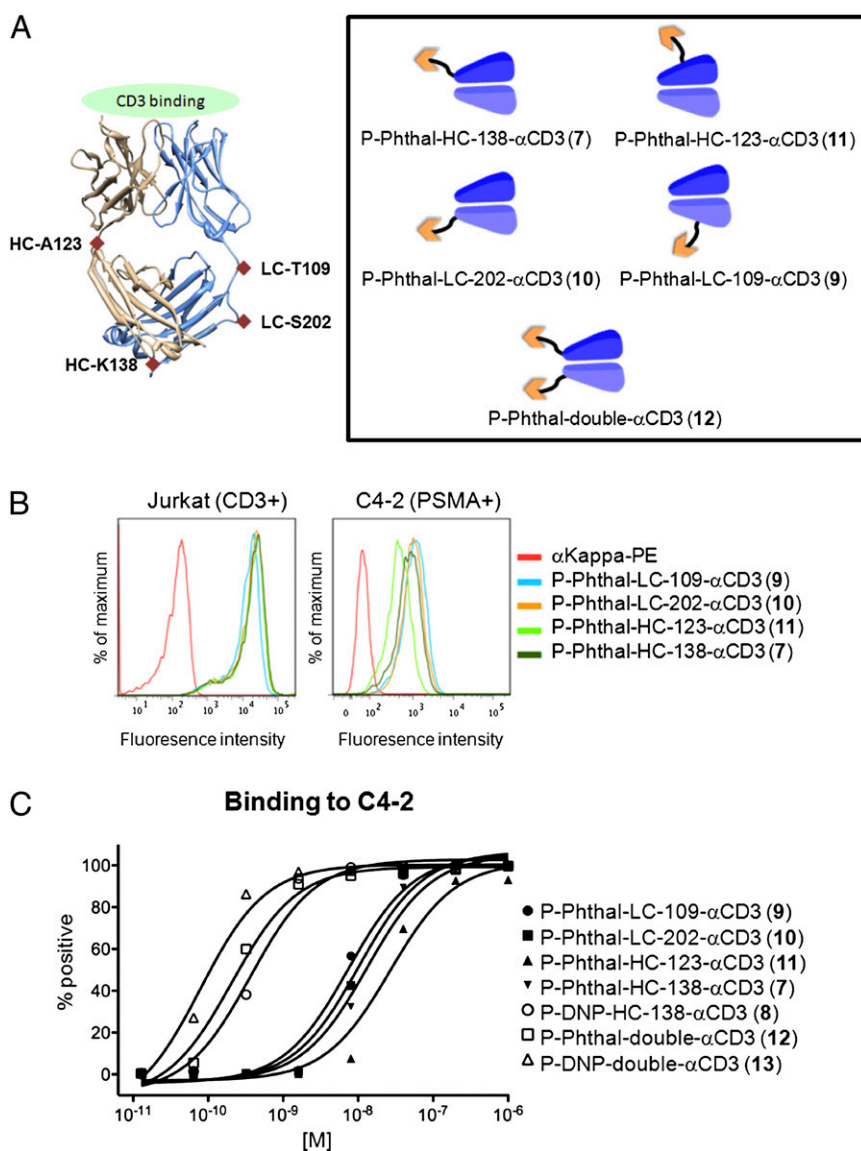 A
CD3 binding
HC-A123
LC-T109
LC-S202
HC-K138
P-Phthal-HC-138-αCD3 (7)
P-Phthal-HC-123-αCD3 (11)
P-Phthal-LC-202-αCD3 (10)
P-Phthal-LC-109-αCD3 (9)
P-Phthal-double-αCD3 (12)
B
Jurkat (CD3+)
% of maximum
10¹ 10² 10³ 10⁴ 10⁵
Fluoresence intensity
C4-2 (PSMA+)
% of maximum
0 10² 10³ 10⁴ 10⁵
Fluoresence intensity
αKappa-PE
P-Phthal-LC-109-αCD3 (9)
P-Phthal-LC-202-αCD3 (10)
P-Phthal-HC-123-αCD3 (11)
P-Phthal-HC-138-αCD3 (7)
C
Binding to C4-2
% positive
100
80
60
40
20
0
10⁻¹¹ 10⁻¹⁰ 10⁻⁹ 10⁻⁸ 10⁻⁷ 10⁻⁶
[M]
P-Phthal-LC-109-αCD3 (9)
P-Phthal-LC-202-αCD3 (10)
P-Phthal-HC-123-αCD3 (11)
P-Phthal-HC-138-αCD3 (7)
P-DNP-HC-138-αCD3 (8)
P-Phthal-double-αCD3 (12)
P-DNP-double-αCD3 (13)